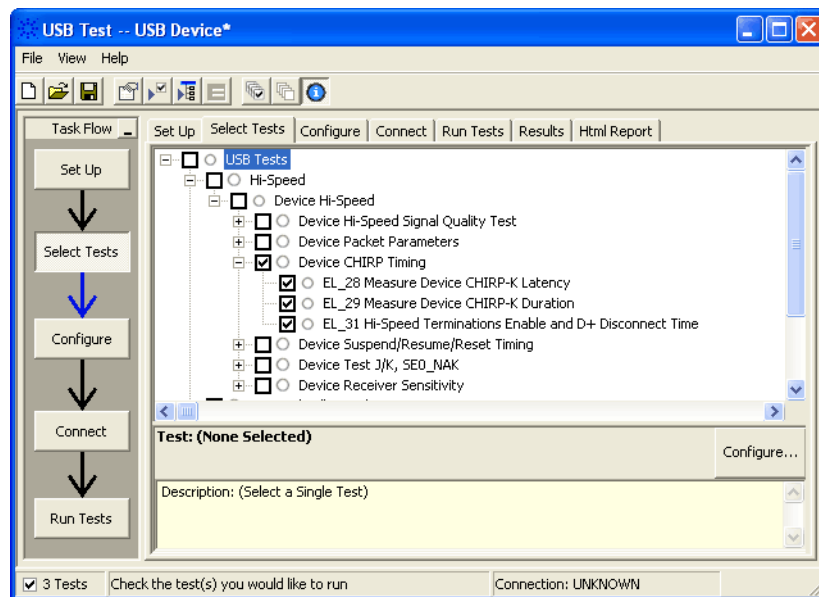 USB Test -- USB Device*
File View Help
Task Flow
Set Up Select Tests Configure Connect Run Tests Results Html Report
Set Up
Select Tests
Configure
Connect
Run Tests
USB Tests
Hi-Speed
Device Hi-Speed
Device Hi-Speed Signal Quality Test
Device Packet Parameters
Device CHIRP Timing
EL_28 Measure Device CHIRP-K Latency
EL_29 Measure Device CHIRP-K Duration
EL_31 Hi-Speed Terminations Enable and D+ Disconnect Time
Device Suspend/Resume/Reset Timing
Device Test J/K, SE0_NAK
Device Receiver Sensitivity
Test: (None Selected)
Configure...
Description: (Select a Single Test)
3 Tests Check the test(s) you would like to run Connection: UNKNOWN